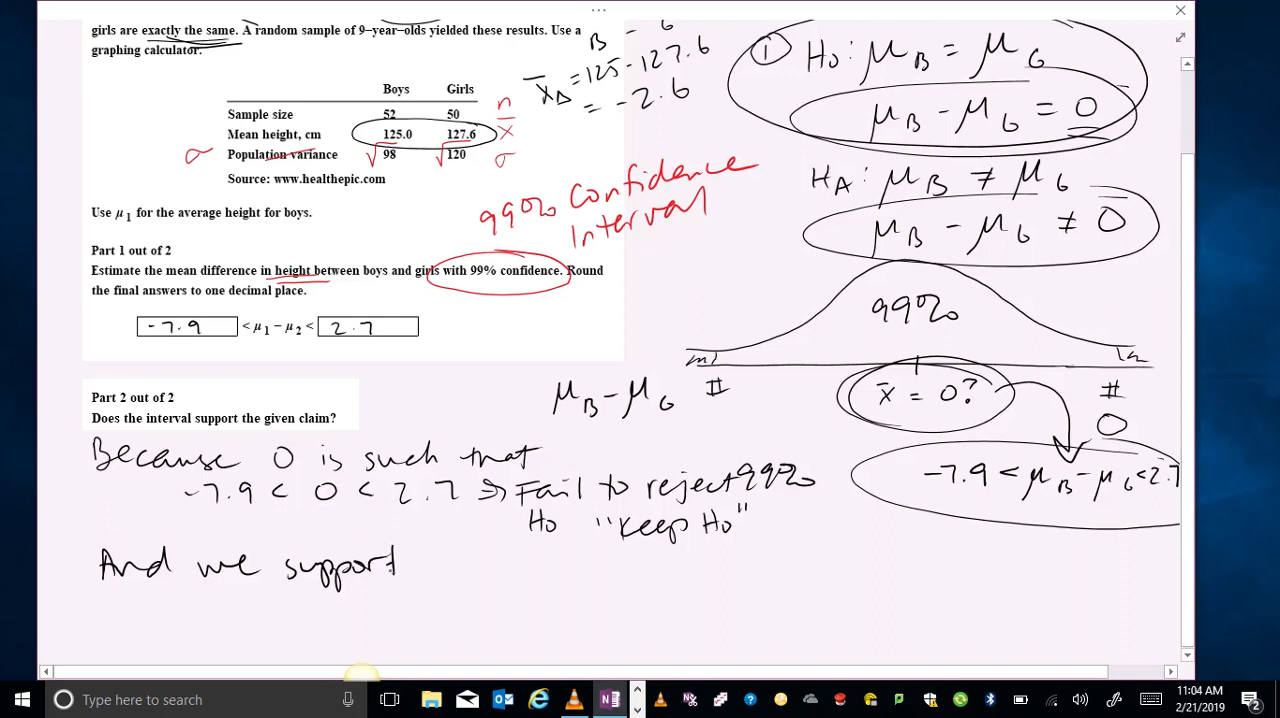 girls are exactly the same. A random sample of 9–year–olds yielded these results. Use a
graphing calculator.
Boys Girls
Sample size 52 50
Mean height, cm 125.0 127.6
Population variance 98 120
Source: www.healthepic.com
n
x
σ
σ
B – G
x̄Δ = 125 - 127.6
= -2.6
99% Confidence
Interval
Use μ1 for the average height for boys.
Part 1 out of 2
Estimate the mean difference in height between boys and girls with 99% confidence. Round
the final answers to one decimal place.
-7.9 < μ1 – μ2 < 2.7
① Ho: μB = μG
μB - μG = 0
HA: μB ≠ μG
μB - μG ≠ 0
99%
μB - μG # x̄ = 0? #
0
-7.9 < μB - μG < 2.7
Part 2 out of 2
Does the interval support the given claim?
Because 0 is such that
-7.9 < 0 < 2.7 ⇒ Fail to reject 99%
Ho "Keep Ho"
And we support
Type here to search
11:04 AM
2/21/2019
2